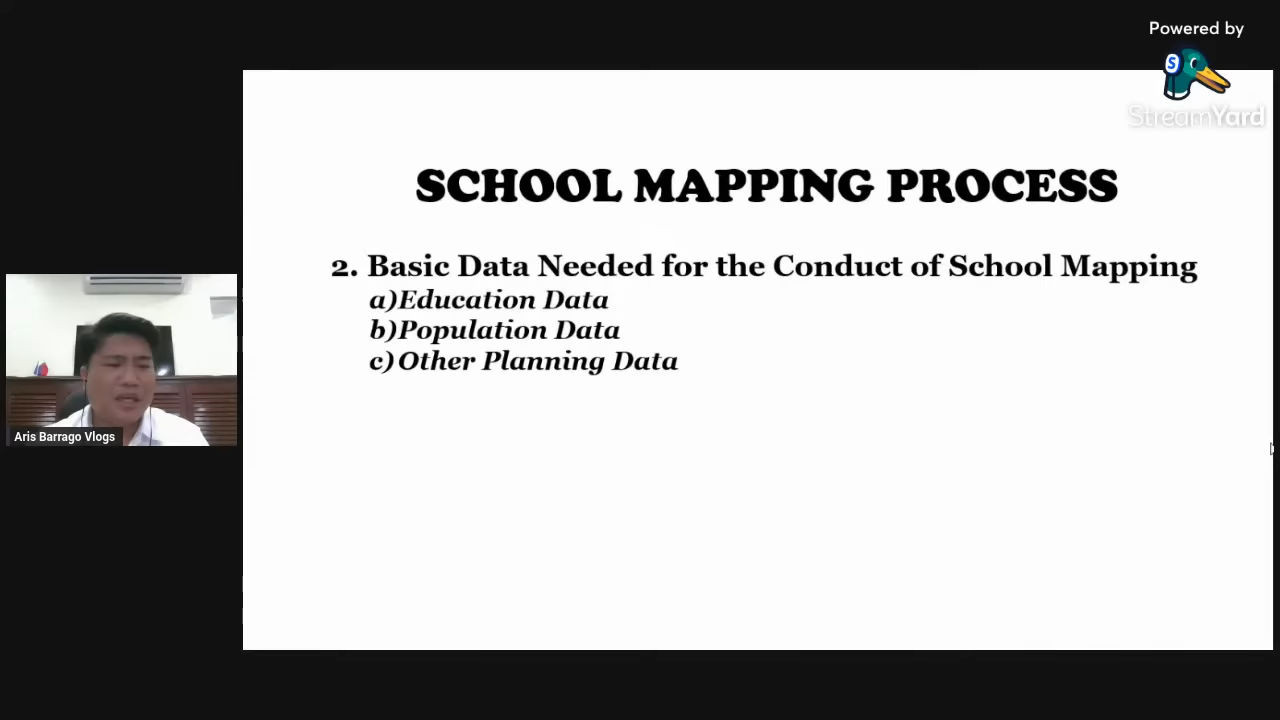 Powered by
S
StreamYard
SCHOOL MAPPING PROCESS
2. Basic Data Needed for the Conduct of School Mapping
a)Education Data
b)Population Data
c)Other Planning Data
Aris Barrago Vlogs